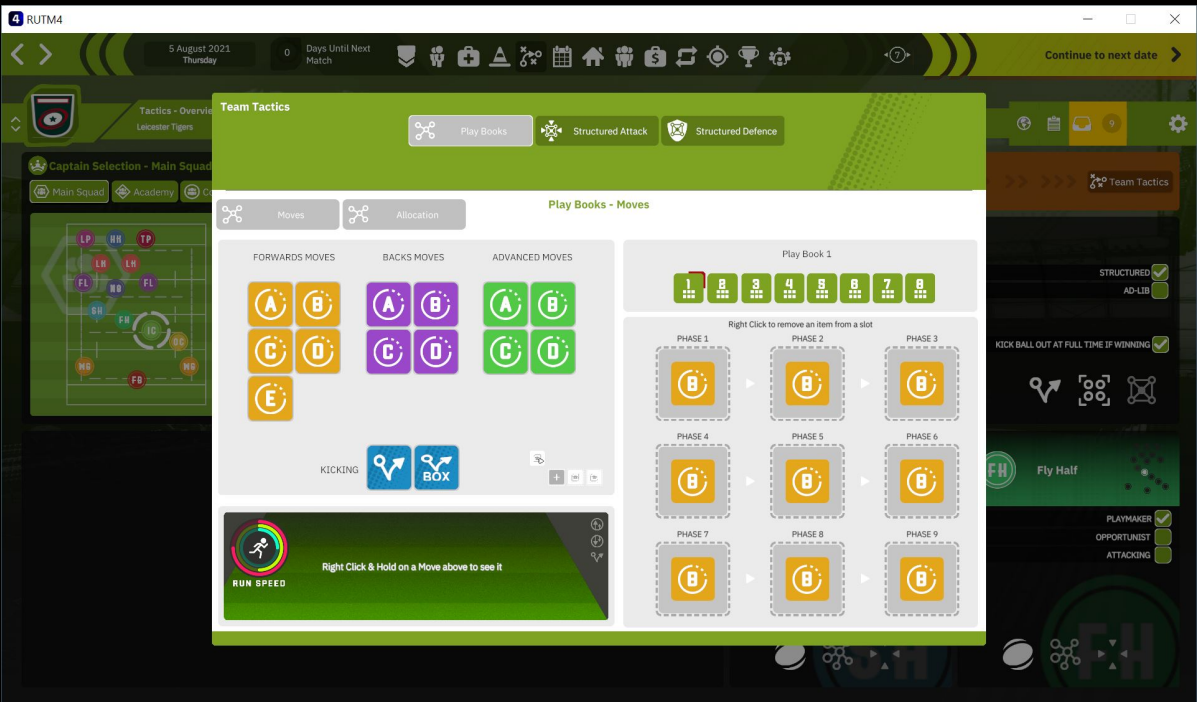 4 RUTM4
5 August 2021
Thursday
0
Days Until Next
Match
7
Continue to next date
Tactics - Overvie
Leicester Tigers
9
Team Tactics
Play Books
Structured Attack
Structured Defence
Captain Selection - Main Squad
Main Squad
Academy
Team Tactics
Moves
Allocation
Play Books - Moves
LP HK TP
LK LK
FL N8 FL
SH
FH
IC
OC
WG WG
FB
FORWARDS MOVES
BACKS MOVES
ADVANCED MOVES
A B
C D
E
A B
C D
A B
C D
KICKING
BOX
Play Book 1
1 2 3 4 5 6 7 8
Right Click to remove an item from a slot
PHASE 1 PHASE 2 PHASE 3
B B B
PHASE 4 PHASE 5 PHASE 6
B B B
PHASE 7 PHASE 8 PHASE 9
B B B
RUN SPEED
Right Click & Hold on a Move above to see it
STRUCTURED
AD-LIB
KICK BALL OUT AT FULL TIME IF WINNING
FH
Fly Half
PLAYMAKER
OPPORTUNIST
ATTACKING
SH
FH